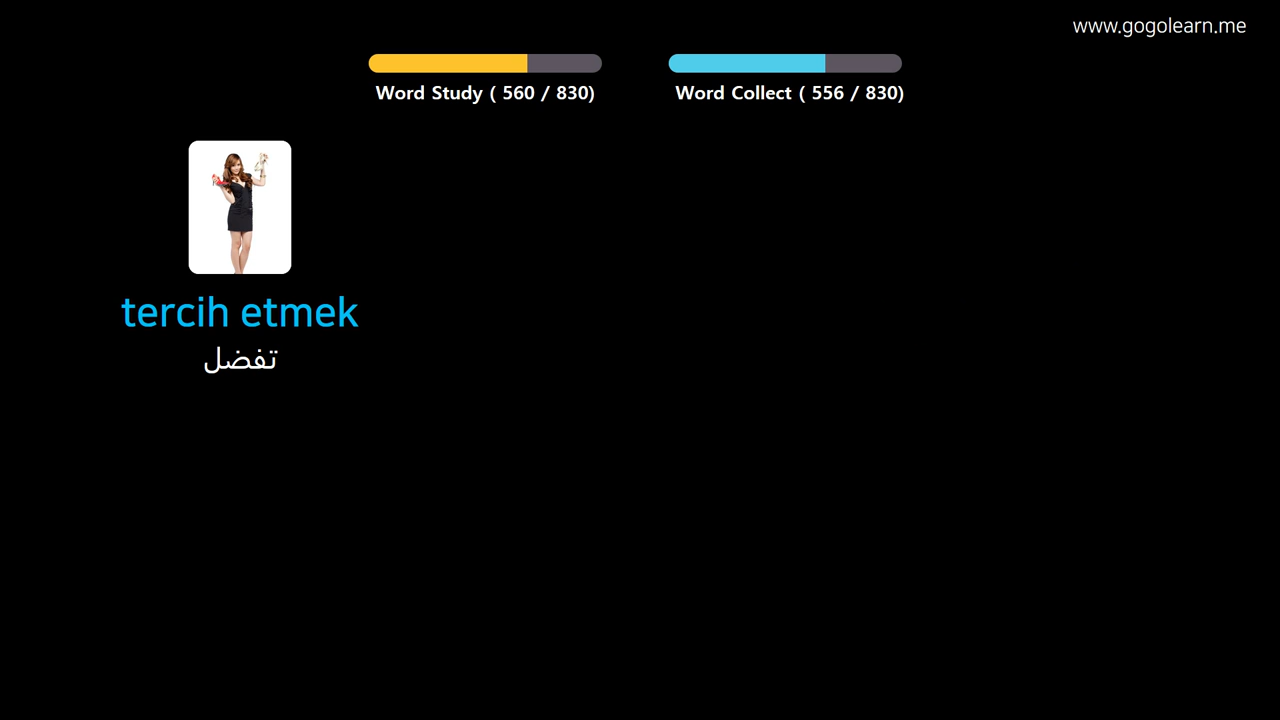 www.gogolearn.me
Word Study ( 560 / 830)
Word Collect ( 556 / 830)
tercih etmek
تفضل